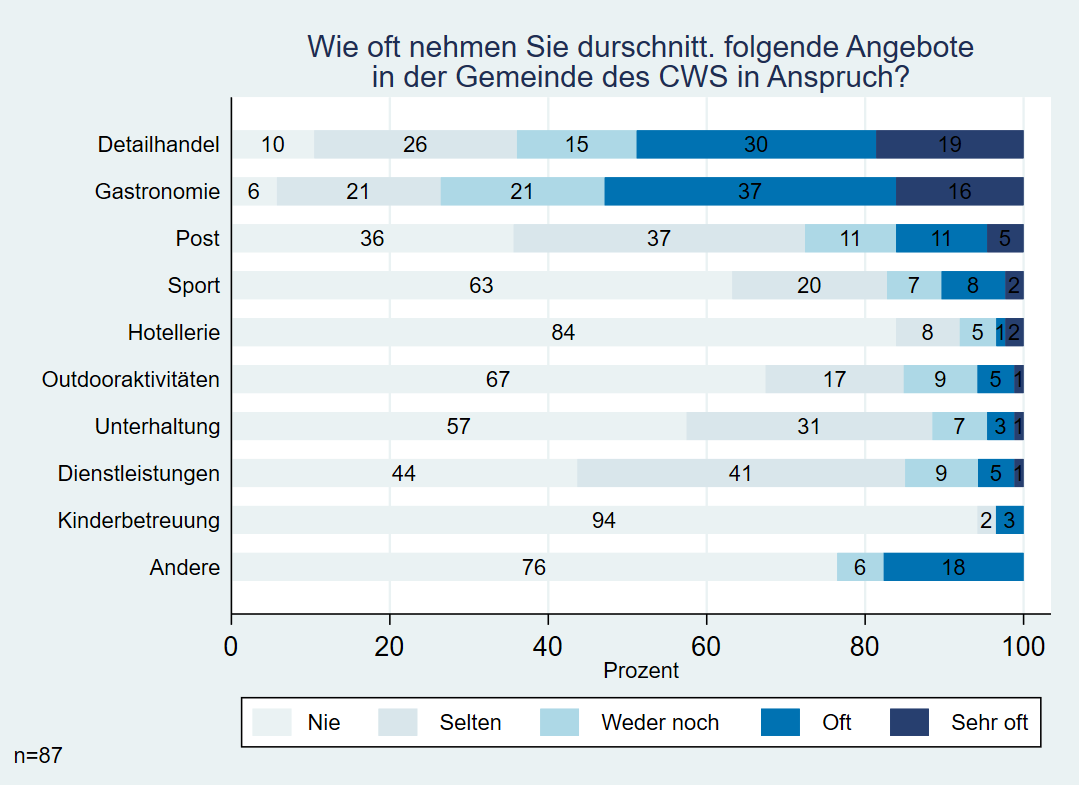 Wie oft nehmen Sie durschnitt. folgende Angebote
in der Gemeinde des CWS in Anspruch?
Detailhandel 10 26 15 30 19
Gastronomie 6 21 21 37 16
Post 36 37 11 11 5
Sport 63 20 7 8 2
Hotellerie 84 8 5 1 2
Outdooraktivitäten 67 17 9 5 1
Unterhaltung 57 31 7 3 1
Dienstleistungen 44 41 9 5 1
Kinderbetreuung 94 2 3
Andere 76 6 18
0 20 40 60 80 100
Prozent
Nie Selten Weder noch Oft Sehr oft
n=87